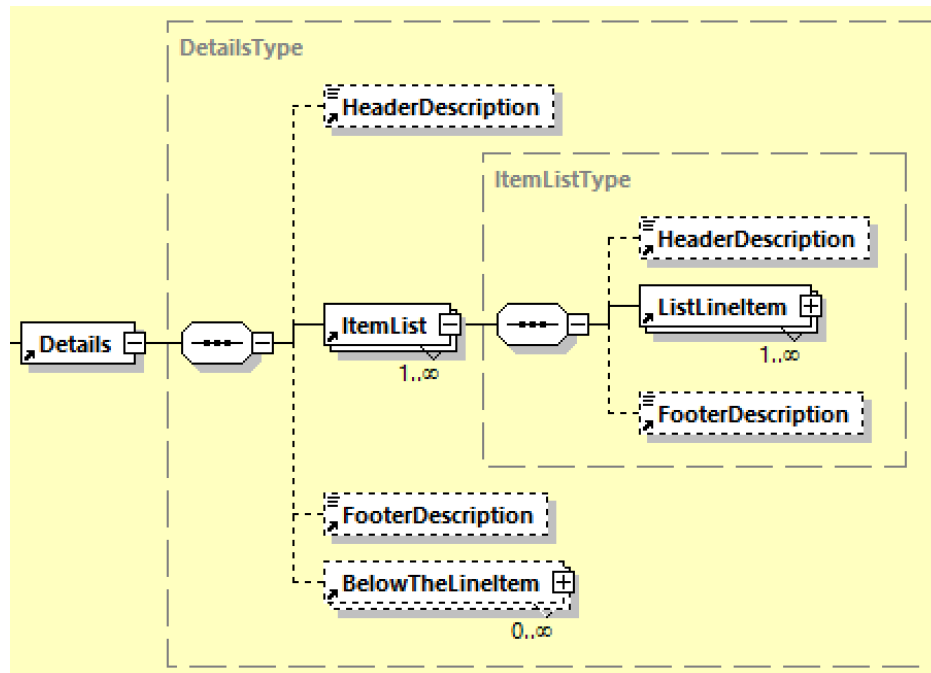 DetailsType
HeaderDescription
ItemListType
HeaderDescription
ListLineItem
1..∞
ItemList
1..∞
Details
FooterDescription
FooterDescription
BelowTheLineItem
0..∞